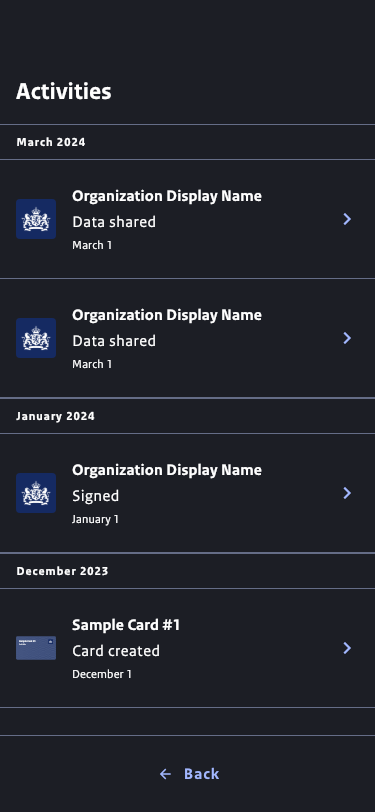 Activities
March 2024
Organization Display Name
Data shared
March 1
Organization Display Name
Data shared
March 1
January 2024
Organization Display Name
Signed
January 1
December 2023
Sample Card #1
Card created
December 1
Back